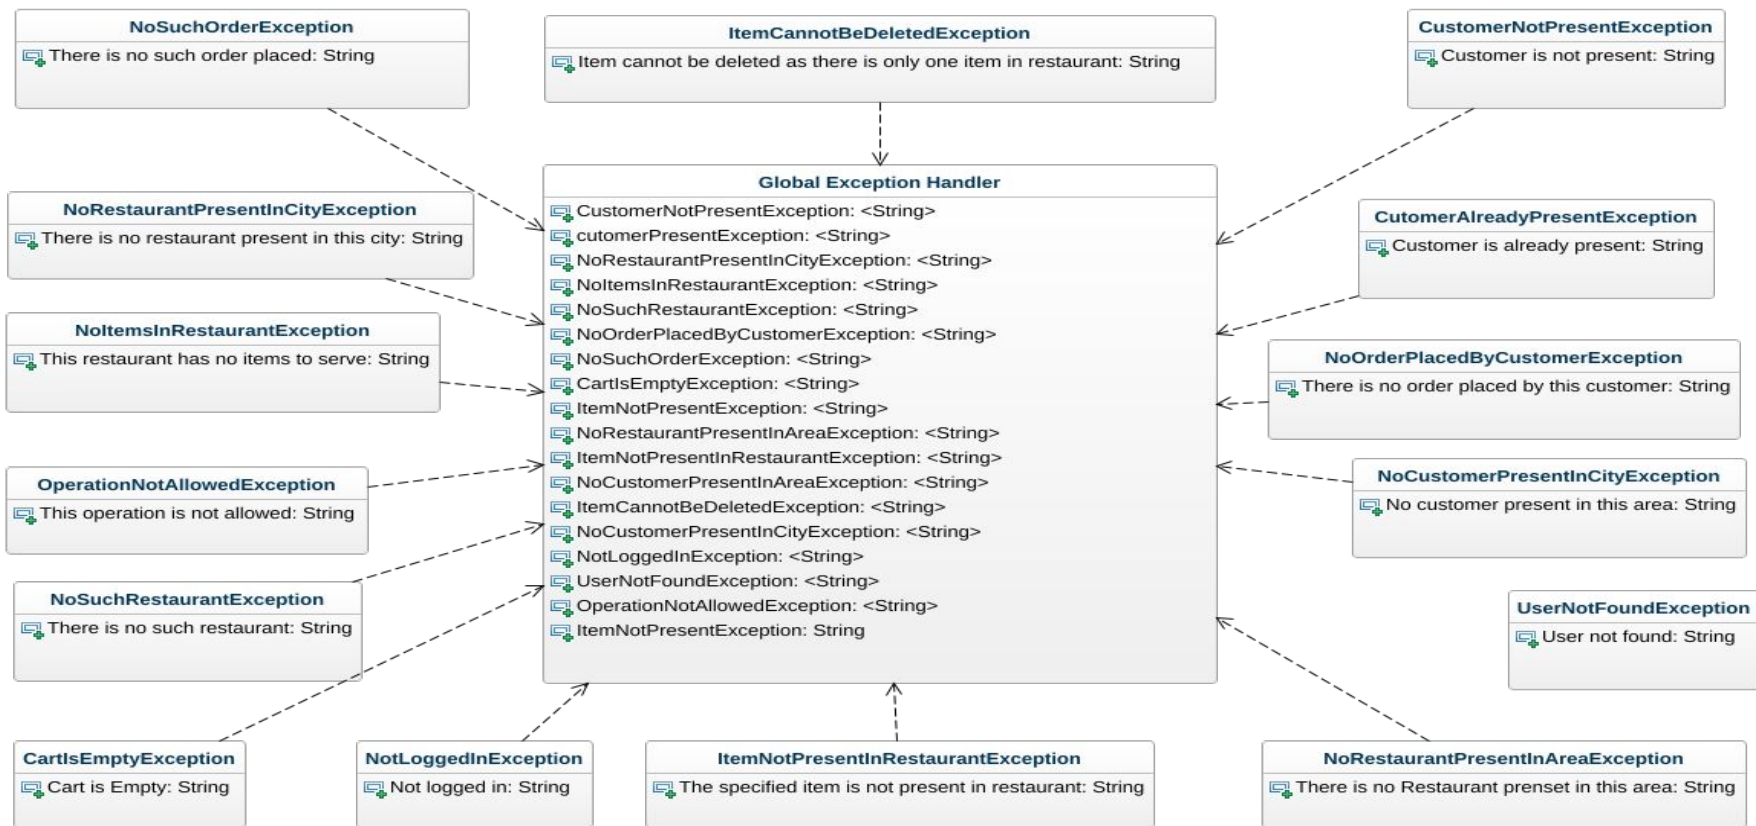 NoSuchOrderException
There is no such order placed: String
ItemCannotBeDeletedException
Item cannot be deleted as there is only one item in restaurant: String
CustomerNotPresentException
Customer is not present: String
NoRestaurantPresentInCityException
There is no restaurant present in this city: String
Global Exception Handler
CustomerNotPresentException: <String>
cutomerPresentException: <String>
NoRestaurantPresentInCityException: <String>
NoItemsInRestaurantException: <String>
NoSuchRestaurantException: <String>
NoOrderPlacedByCustomerException: <String>
NoSuchOrderException: <String>
CartIsEmptyException: <String>
ItemNotPresentException: <String>
NoRestaurantPresentInAreaException: <String>
ItemNotPresentInRestaurantException: <String>
NoCustomerPresentInAreaException: <String>
ItemCannotBeDeletedException: <String>
NoCustomerPresentInCityException: <String>
NotLoggedInException: <String>
UserNotFoundException: <String>
OperationNotAllowedException: <String>
ItemNotPresentException: String
CutomerAlreadyPresentException
Customer is already present: String
NoItemsInRestaurantException
This restaurant has no items to serve: String
NoOrderPlacedByCustomerException
There is no order placed by this customer: String
OperationNotAllowedException
This operation is not allowed: String
NoCustomerPresentInCityException
No customer present in this area: String
NoSuchRestaurantException
There is no such restaurant: String
UserNotFoundException
User not found: String
CartIsEmptyException
Cart is Empty: String
NotLoggedInException
Not logged in: String
ItemNotPresentInRestaurantException
The specified item is not present in restaurant: String
NoRestaurantPresentInAreaException
There is no Restaurant prenset in this area: String